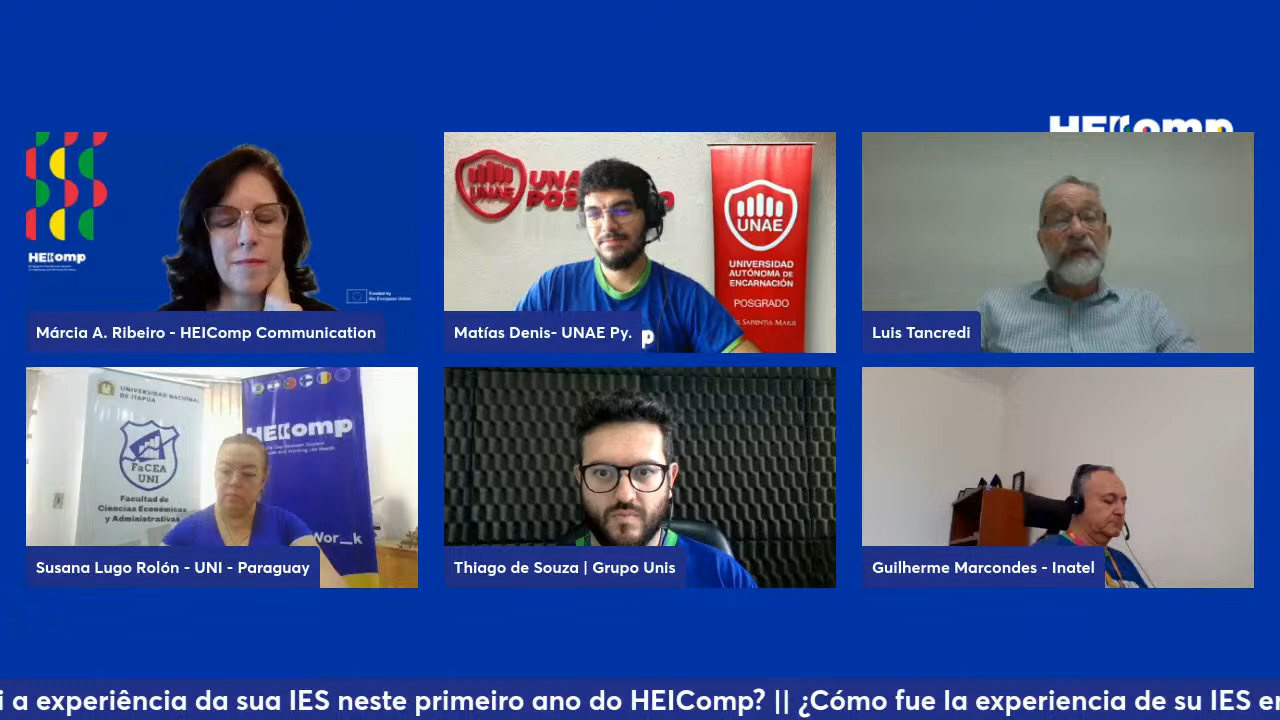 HEIComp
HEIComp
Funded by
the European Union
Márcia A. Ribeiro - HEIComp Communication
UNAE
UNAE
UNIVERSIDAD
AUTÓNOMA DE
ENCARNACIÓN
POSGRADO
Matías Denis- UNAE Py.
Luis Tancredi
UNIVERSIDAD NACIONAL
DE ITAPUA
FaCEA
UNI
Facultad de
Ciencias Económicas
y Administrativas
HEIComp
Wor__k
Susana Lugo Rolón - UNI - Paraguay
Thiago de Souza | Grupo Unis
Guilherme Marcondes - Inatel
i a experiência da sua IES neste primeiro ano do HEIComp? || ¿Cómo fue la experiencia de su IES en